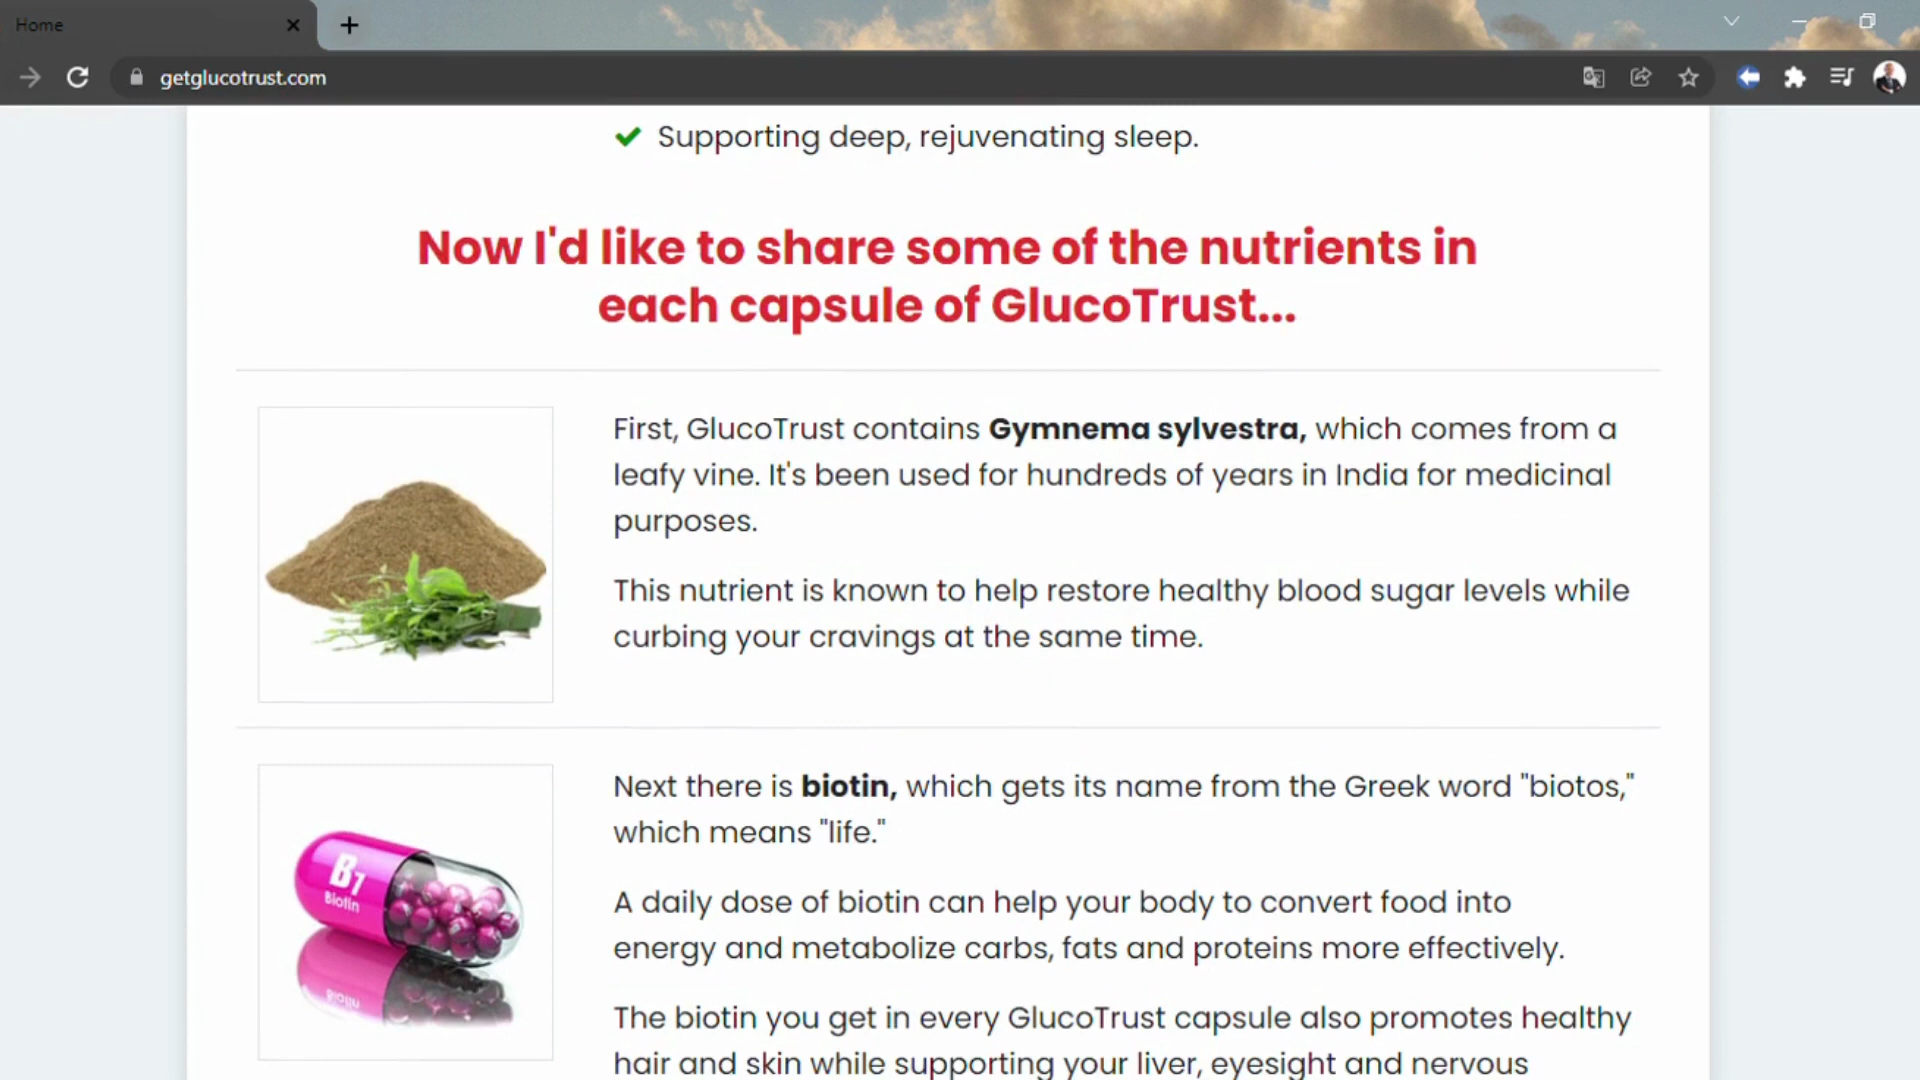 Home
getglucotrust.com
Supporting deep, rejuvenating sleep.
Now I'd like to share some of the nutrients in
each capsule of GlucoTrust...
First, GlucoTrust contains Gymnema sylvestra, which comes from a
leafy vine. It's been used for hundreds of years in India for medicinal
purposes.
This nutrient is known to help restore healthy blood sugar levels while
curbing your cravings at the same time.
B7
Biotin
Next there is biotin, which gets its name from the Greek word "biotos,"
which means "life."
A daily dose of biotin can help your body to convert food into
energy and metabolize carbs, fats and proteins more effectively.
The biotin you get in every GlucoTrust capsule also promotes healthy
hair and skin while supporting your liver, eyesight and nervous